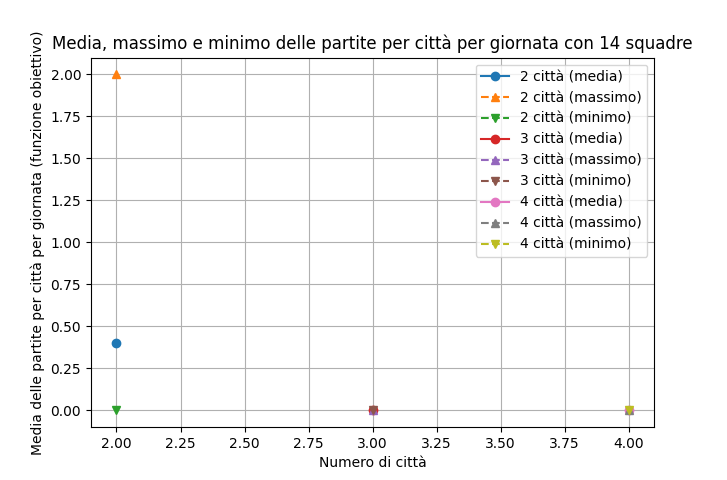 Media, massimo e minimo delle partite per città per giornata con 14 squadre
Media delle partite per città per giornata (funzione obiettivo)
2.00
1.75
1.50
1.25
1.00
0.75
0.50
0.25
0.00
2 città (media)
2 città (massimo)
2 città (minimo)
3 città (media)
3 città (massimo)
3 città (minimo)
4 città (media)
4 città (massimo)
4 città (minimo)
2.00 2.25 2.50 2.75 3.00 3.25 3.50 3.75 4.00
Numero di città